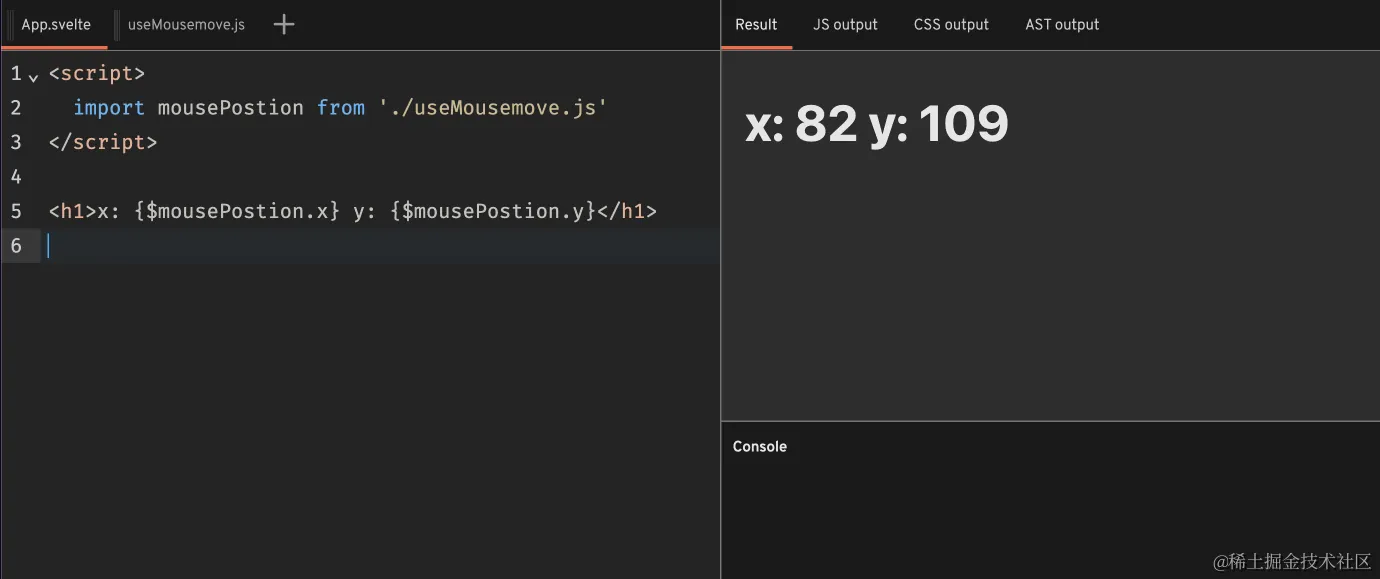 App.svelte useMousemove.js
1 <script>
2 import mousePostion from './useMousemove.js'
3 </script>
4
5 <h1>x: {$mousePostion.x} y: {$mousePostion.y}</h1>
6
Result JS output CSS output AST output
x: 82 y: 109
Console
@稀土掘金技术社区